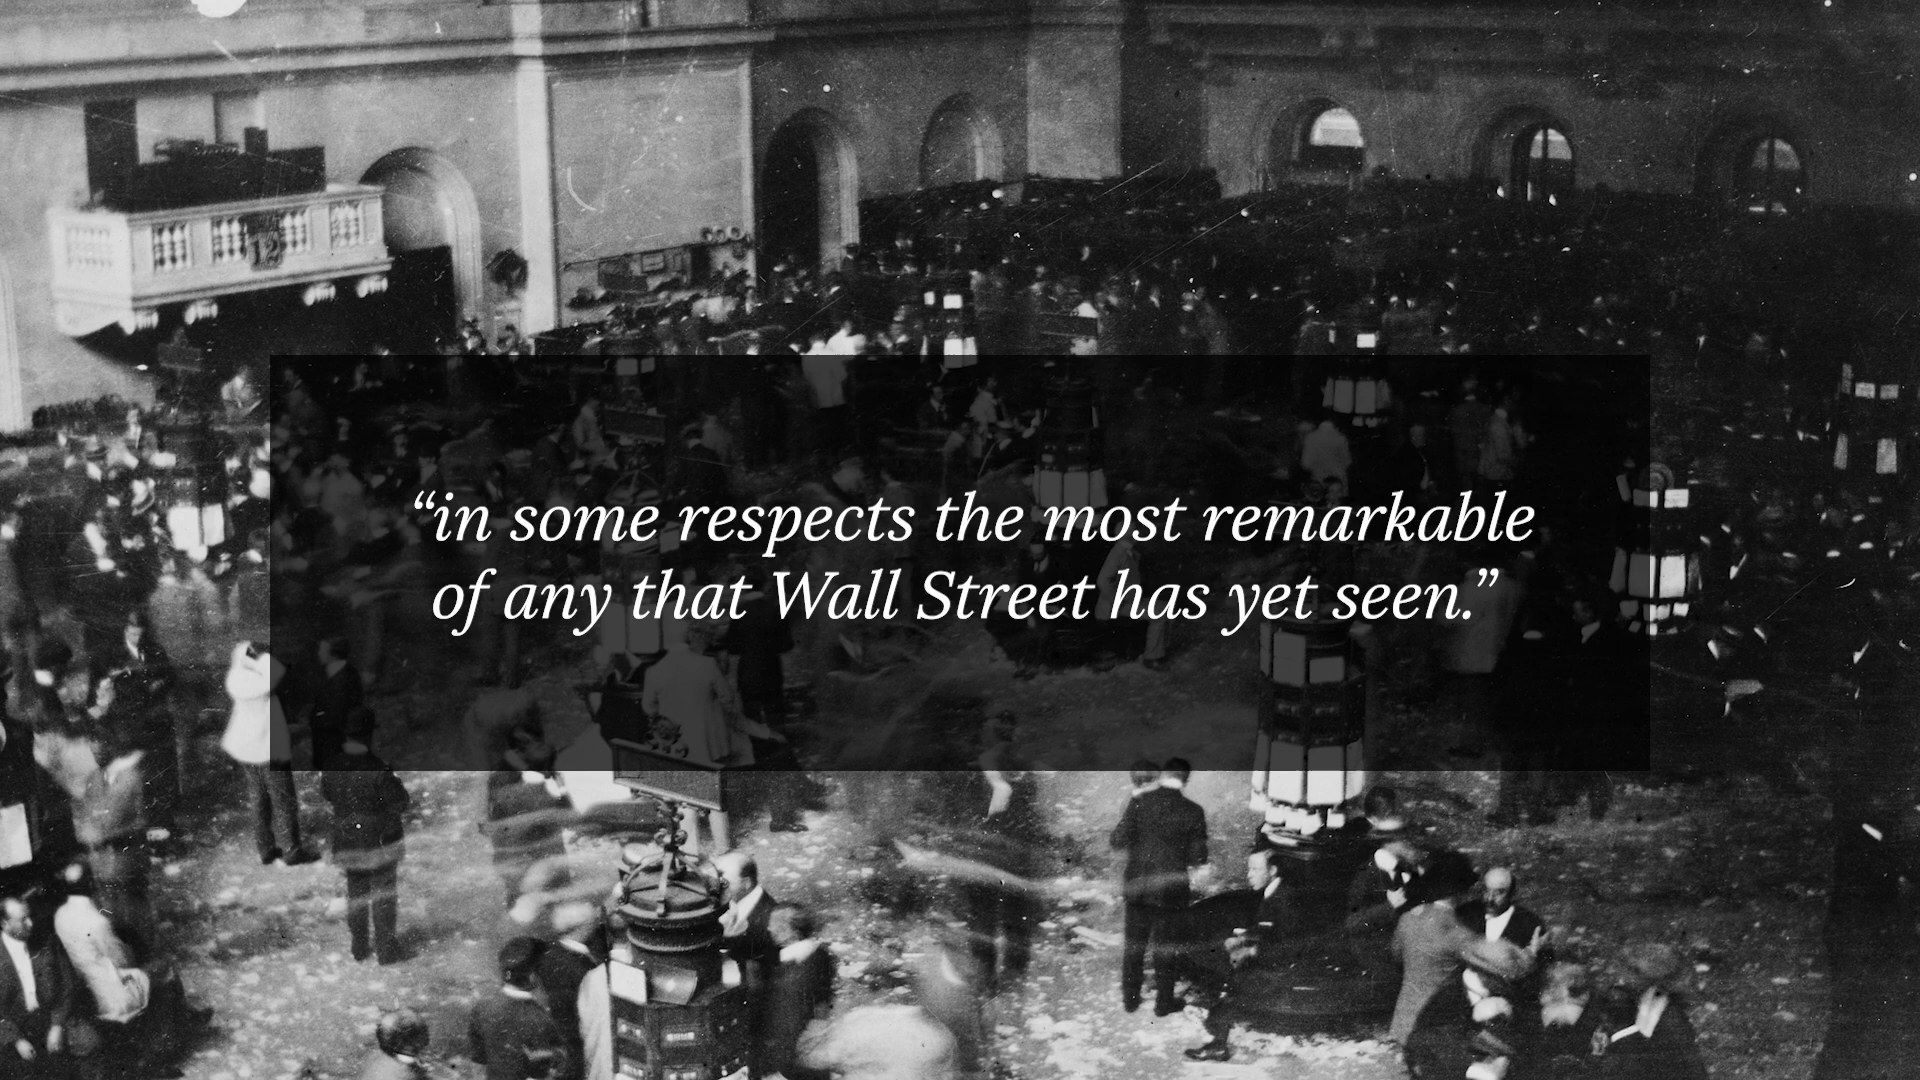 “in some respects the most remarkable
of any that Wall Street has yet seen.”